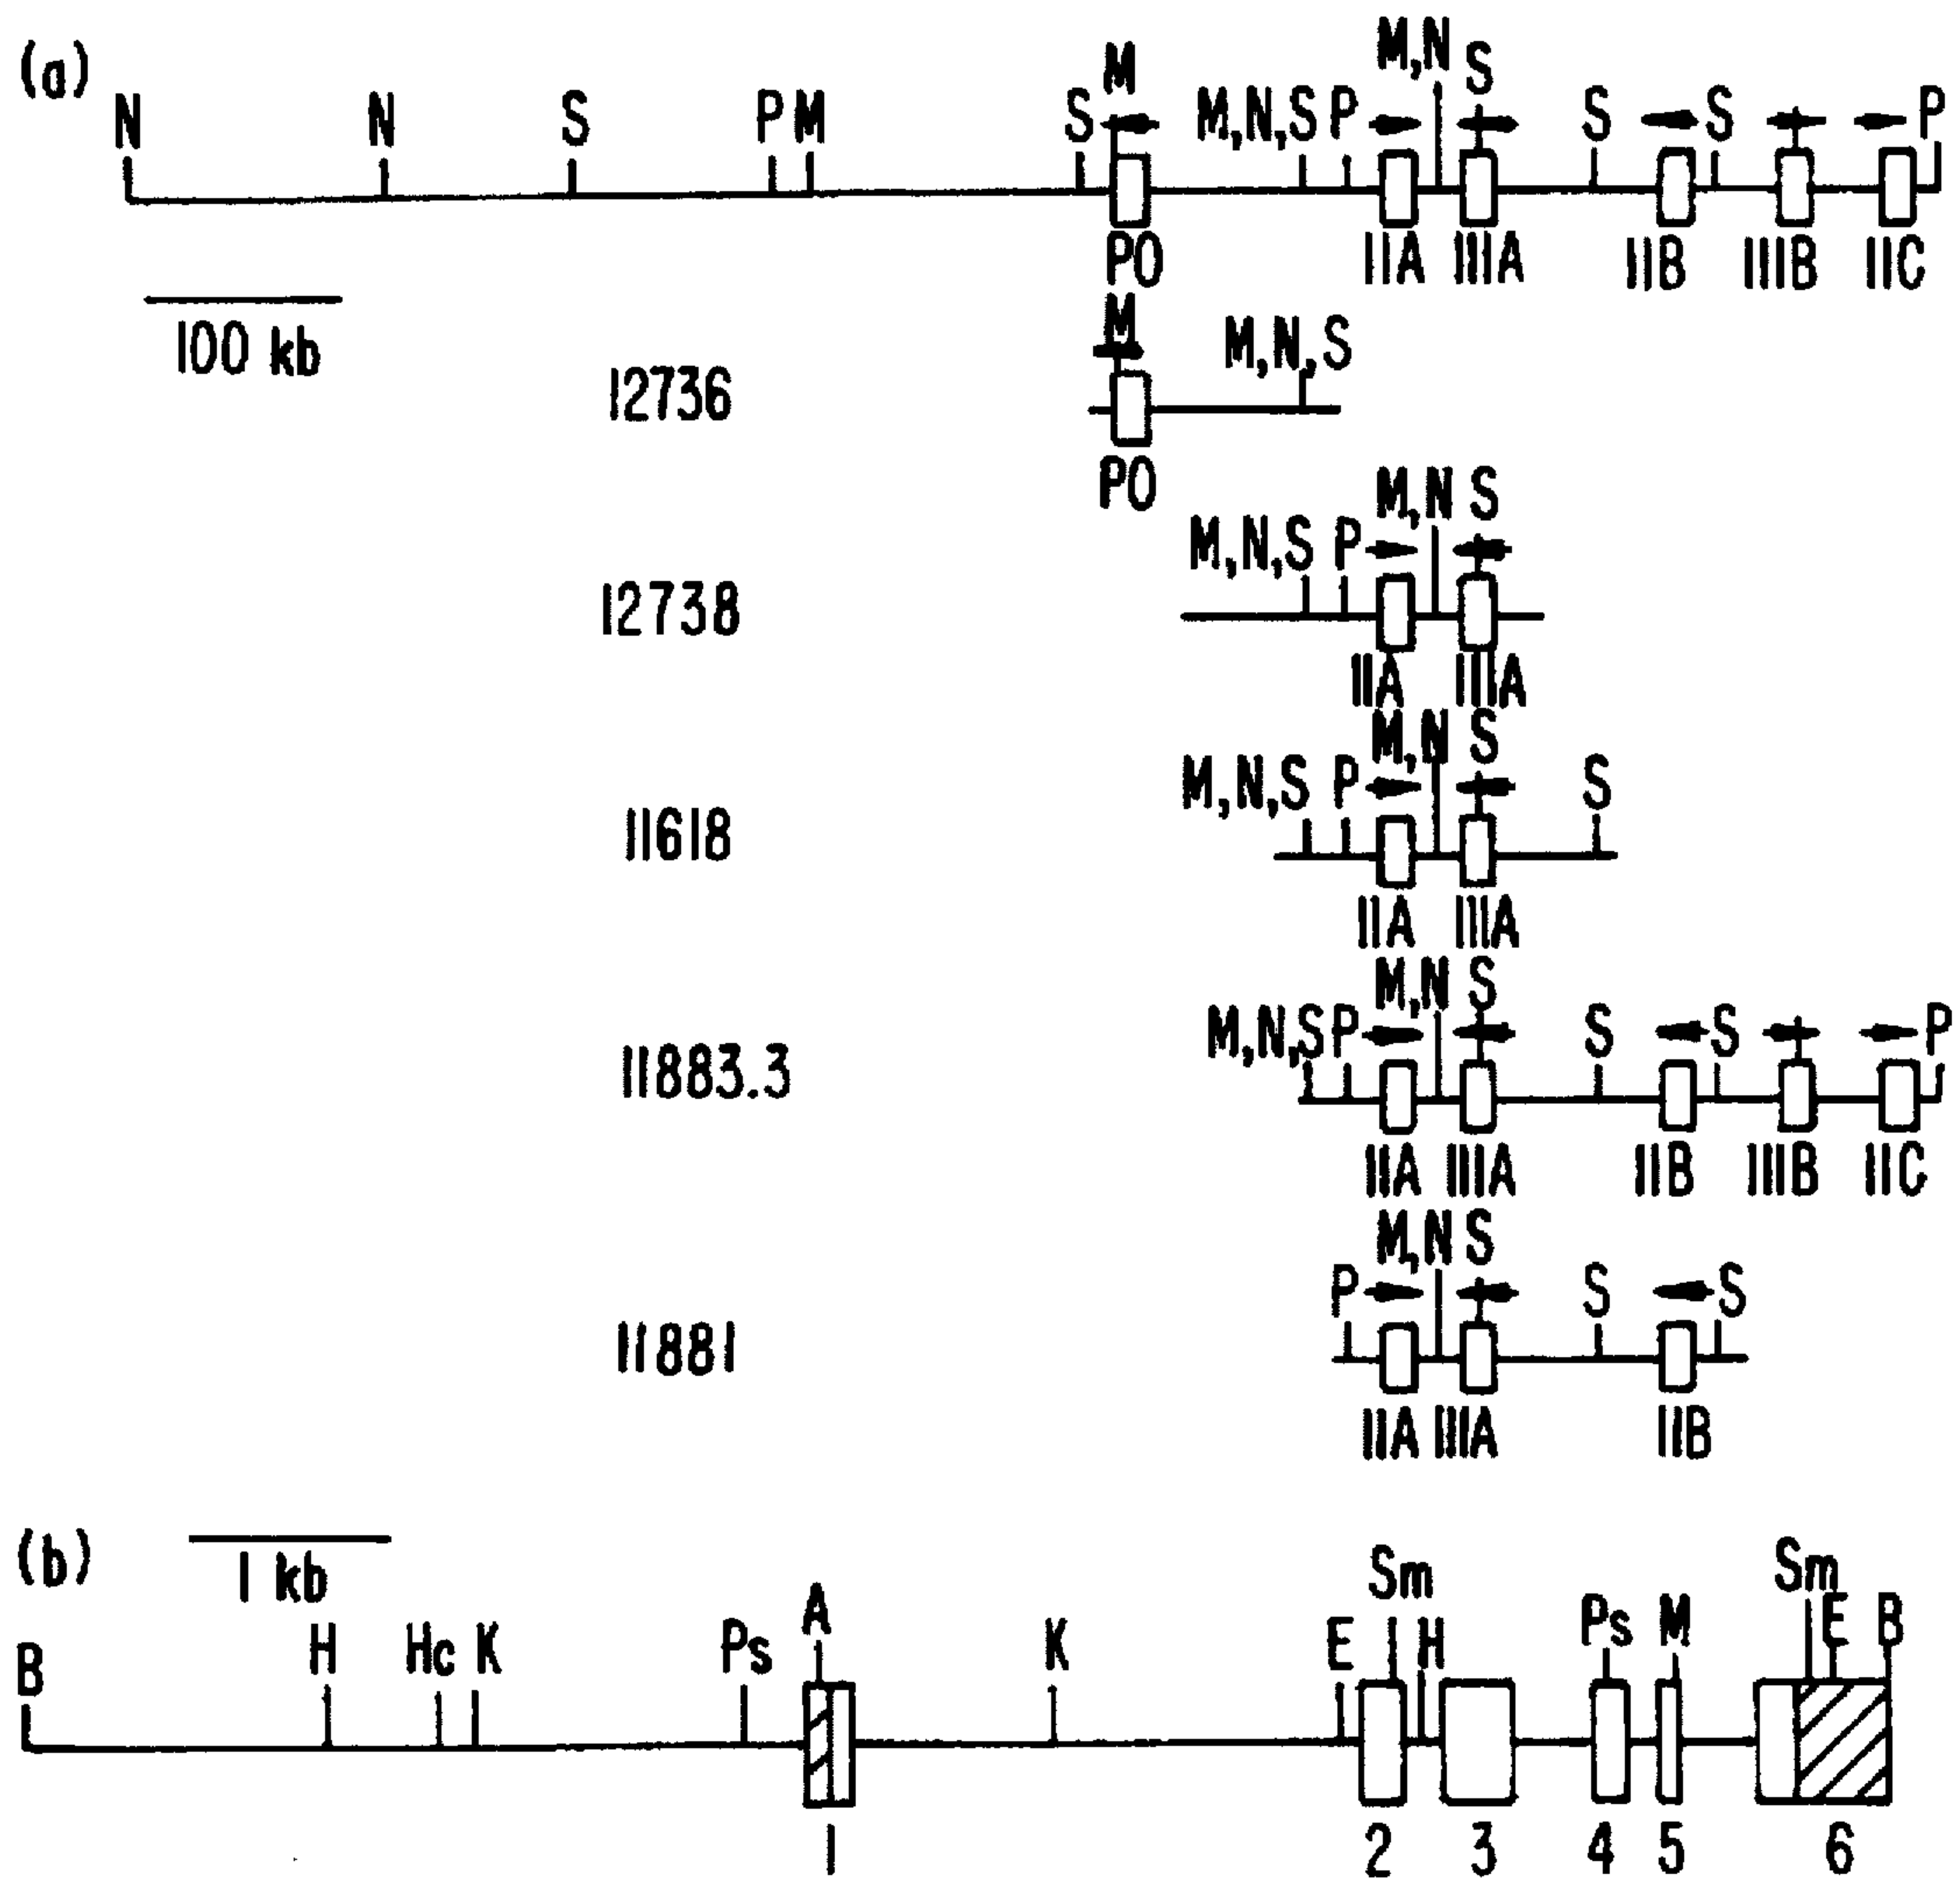 (a)
M,N S
M
N N S P M S M,N,S P S S P
PO IIA IIIA IIB IIIB IIC
100 kb
M
M,N,S
12736
PO
M,N S
M,N,S P
12738
IIA IIIA
M,N S
M,N,S P S
11618
IIA IIIA
M,N S
M,N,S P S S P
11883.3
IIA IIIA IIB IIIB IIC
M,N S
P S S
11881
IIA IIIA IIB
(b)
1 kb
Sm Sm
A Ps M E B
B H Hc K Ps K E H
1 2 3 4 5 6